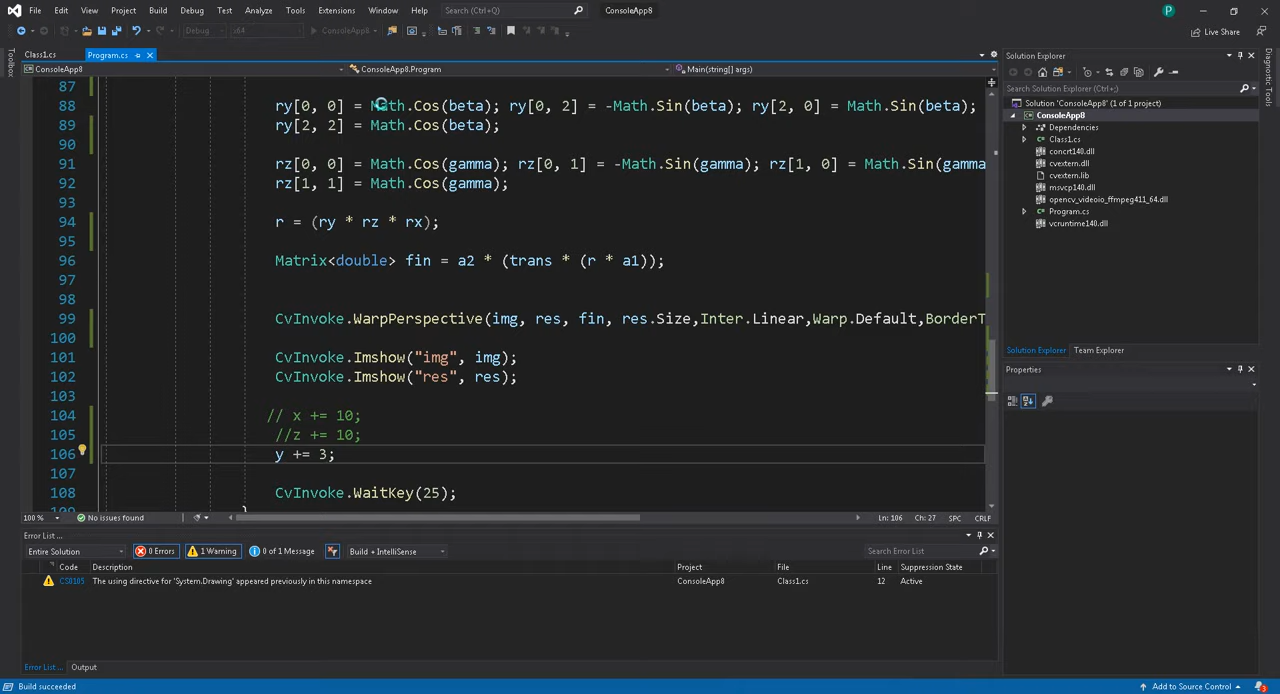 File Edit View Project Build Debug Test Analyze Tools Extensions Window Help Search (Ctrl+Q) ConsoleApp8 P
Debug x64 ConsoleApp8 Live Share
Toolbox
Class1.cs Program.cs
ConsoleApp8 ConsoleApp8.Program Main(string[] args)
87
88 ry[0, 0] = Math.Cos(beta); ry[0, 2] = -Math.Sin(beta); ry[2, 0] = Math.Sin(beta);
89 ry[2, 2] = Math.Cos(beta);
90
91 rz[0, 0] = Math.Cos(gamma); rz[0, 1] = -Math.Sin(gamma); rz[1, 0] = Math.Sin(gamma
92 rz[1, 1] = Math.Cos(gamma);
93
94 r = (ry * rz * rx);
95
96 Matrix<double> fin = a2 * (trans * (r * a1));
97
98
99 CvInvoke.WarpPerspective(img, res, fin, res.Size,Inter.Linear,Warp.Default,BorderT
100
101 CvInvoke.Imshow("img", img);
102 CvInvoke.Imshow("res", res);
103
104 // x += 10;
105 //z += 10;
106 y += 3;
107
108 CvInvoke.WaitKey(25);
109 }
100 % No issues found Ln: 106 Ch: 27 SPC CRLF
Error List ...
Entire Solution 0 Errors 1 Warning 0 of 1 Message Build + IntelliSense Search Error List
Code Description Project File Line Suppression State
CS0105 The using directive for 'System.Drawing' appeared previously in this namespace ConsoleApp8 Class1.cs 12 Active
Error List ... Output
Solution Explorer
Search Solution Explorer (Ctrl+;)
Solution 'ConsoleApp8' (1 of 1 project)
ConsoleApp8
Dependencies
Class1.cs
concrt140.dll
cvextern.dll
cvextern.lib
msvcp140.dll
opencv_videoio_ffmpeg411_64.dll
Program.cs
vcruntime140.dll
Solution Explorer Team Explorer
Properties
Diagnostic Tools
Build succeeded Add to Source Control